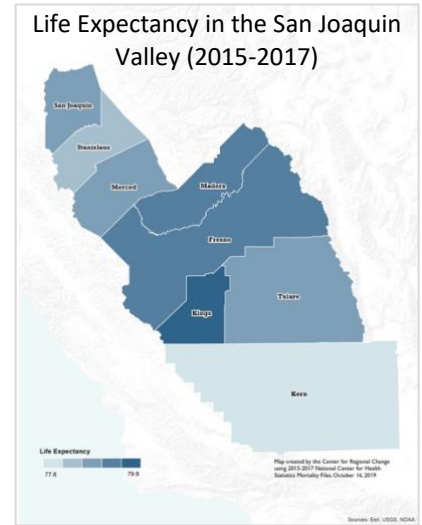 Life Expectancy in the San Joaquin
Valley (2015-2017)
San Joaquin
Stanislaus
Merced
Madera
Fresno
Kings
Tulare
Kern
Life Expectancy
77.6 79.9
Map created by the Center for Regional Change
using 2015-2017 National Center for Health
Statistics Mortality Files, October 16, 2019
Sources: Esri, USGS, NOAA